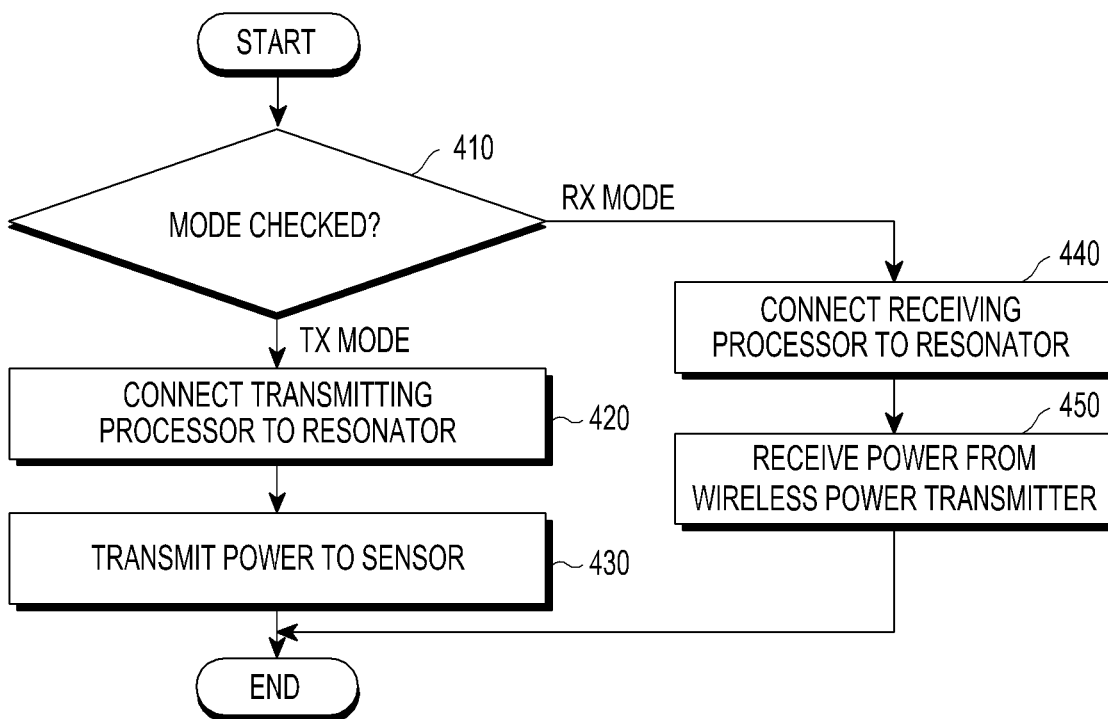 START
410
MODE CHECKED?
RX MODE
TX MODE
440
CONNECT RECEIVING
PROCESSOR TO RESONATOR
CONNECT TRANSMITTING
PROCESSOR TO RESONATOR
420
450
RECEIVE POWER FROM
WIRELESS POWER TRANSMITTER
TRANSMIT POWER TO SENSOR
430
END